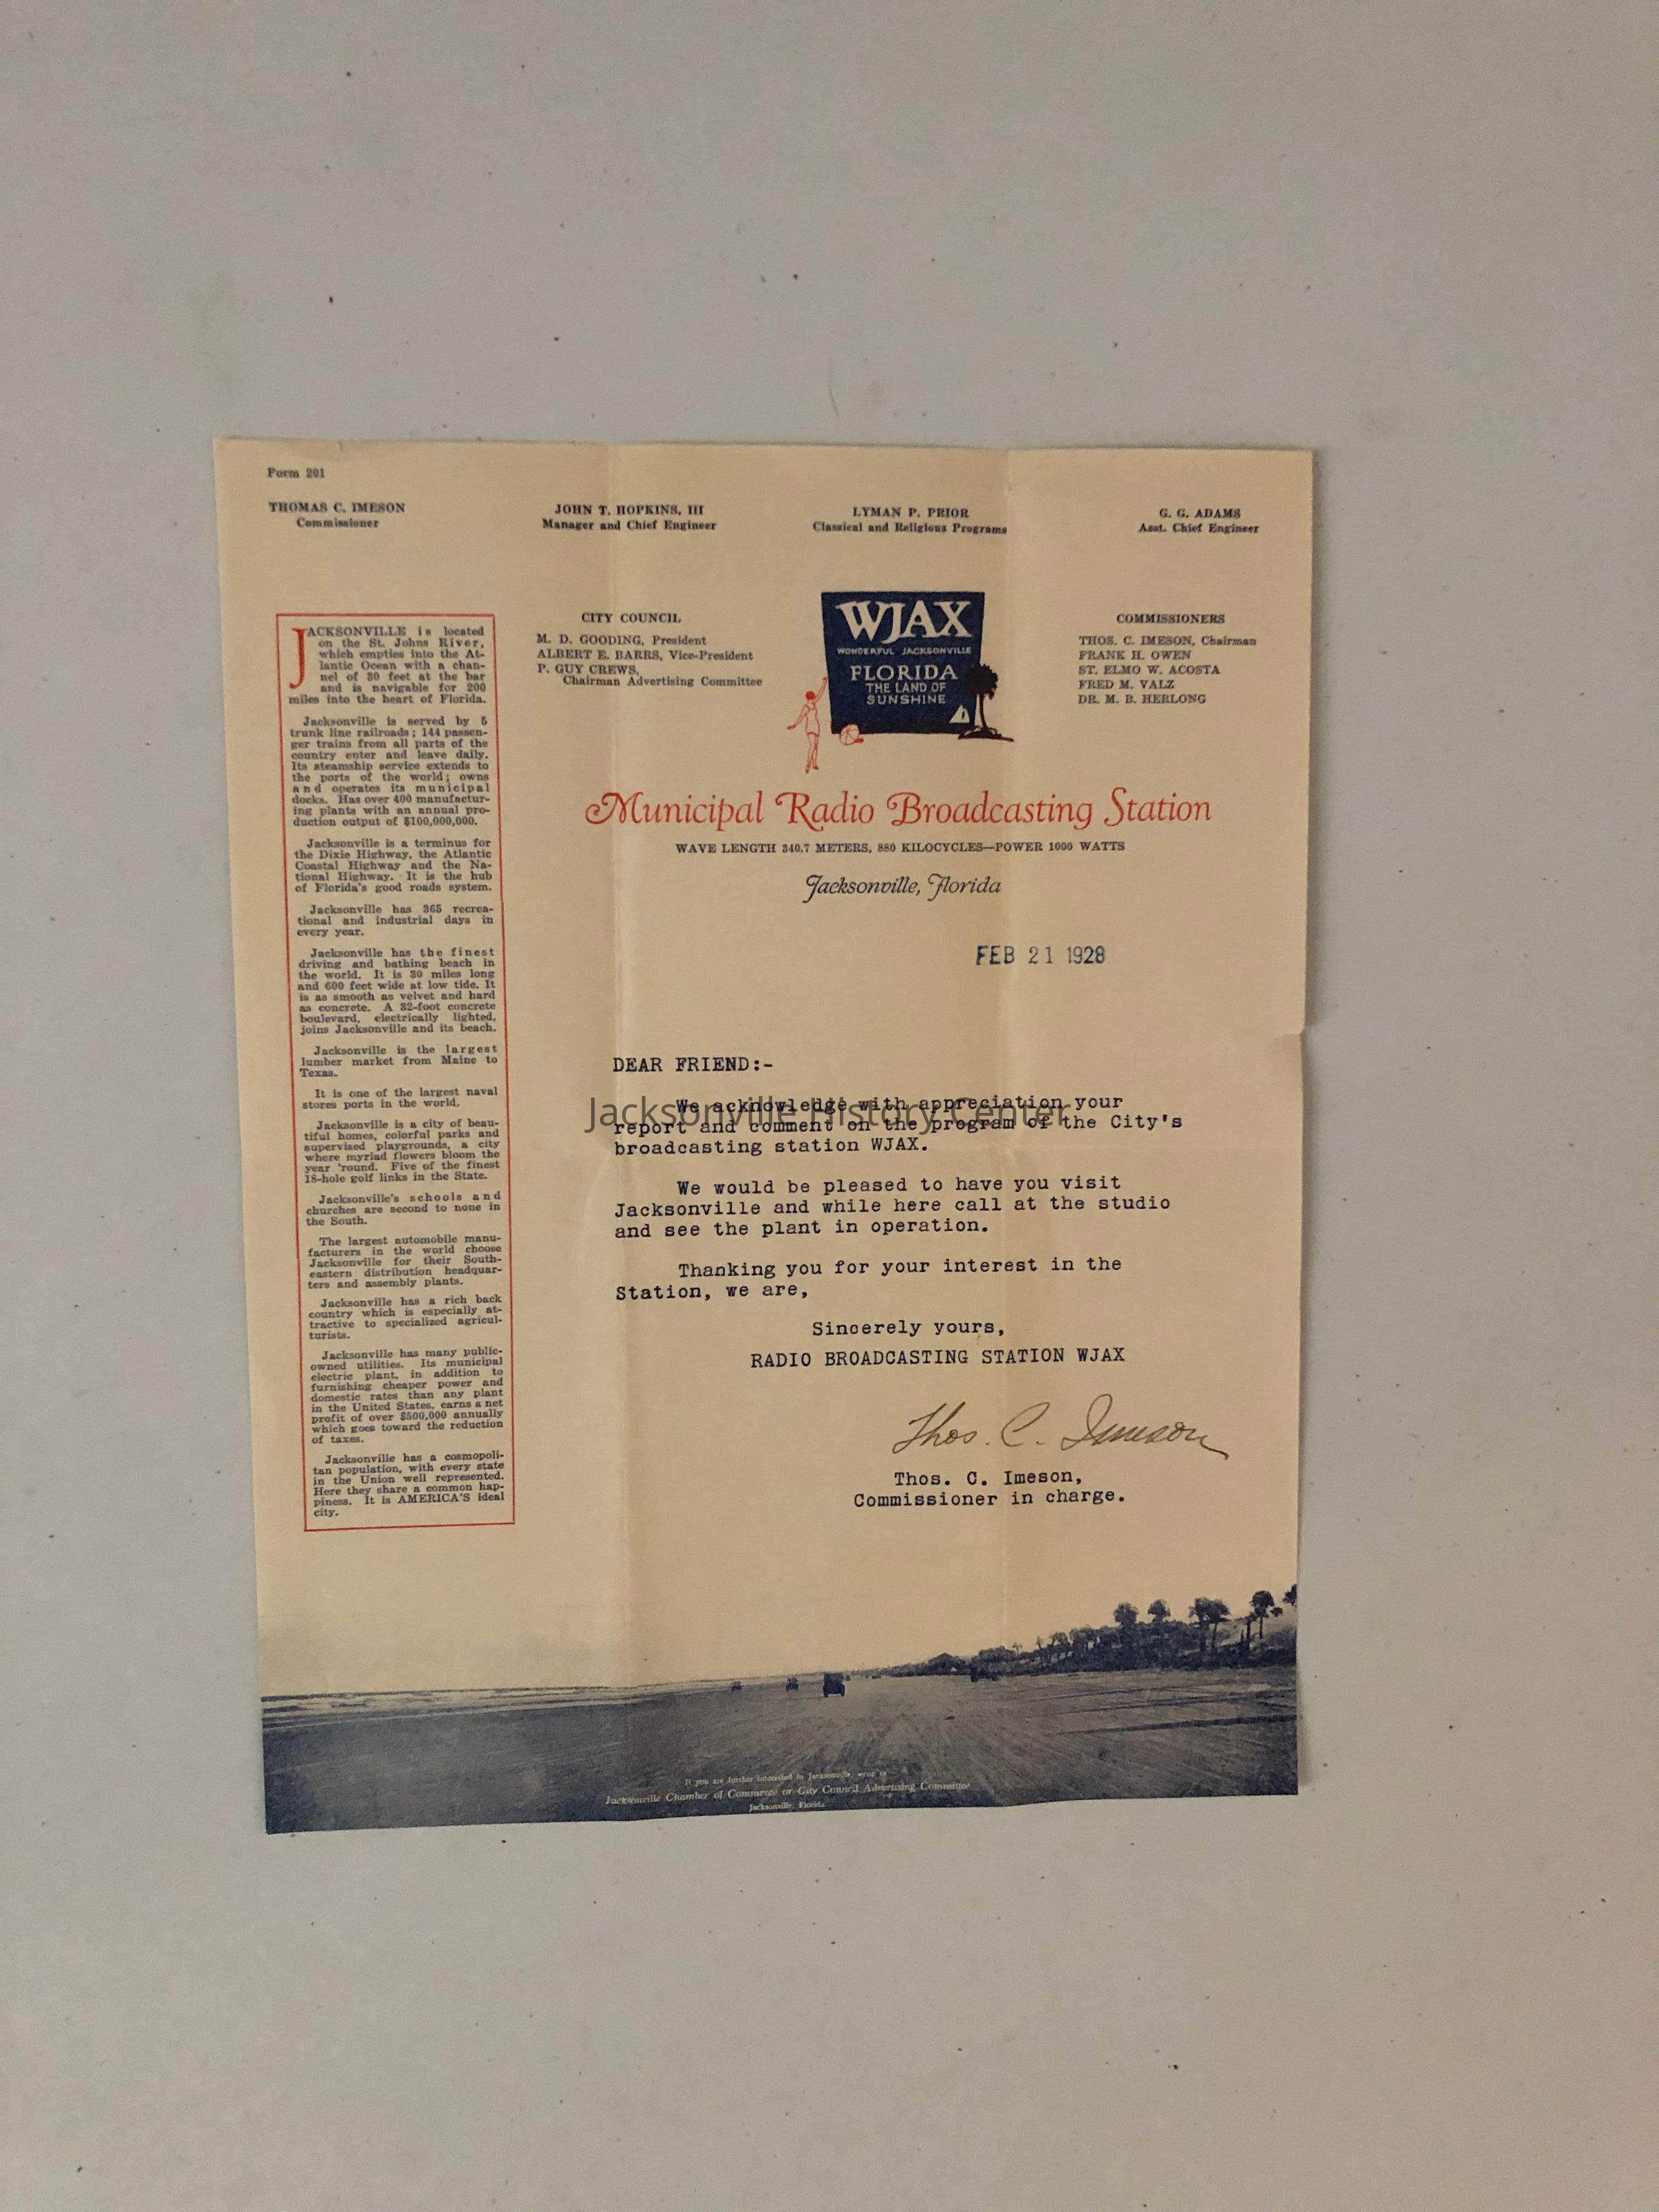 Form 201
THOMAS C. IMESON
Commissioner
JOHN T. HOPKINS, III
Manager and Chief Engineer
LYMAN P. PRIOR
Classical and Religious Programs
G. G. ADAMS
Asst. Chief Engineer
JACKSONVILLE is located
on the St. Johns River,
which empties into the At-
lantic Ocean with a chan-
nel of 30 feet at the bar
and is navigable for 200
miles into the heart of Florida.
Jacksonville is served by 5
trunk line railroads; 144 passen-
ger trains from all parts of the
country enter and leave daily.
Its steamship service extends to
the ports of the world; owns
and operates its municipal
docks. Has over 400 manufactur-
ing plants with an annual pro-
duction output of $100,000,000.
Jacksonville is a terminus for
the Dixie Highway, the Atlantic
Coastal Highway and the Na-
tional Highway. It is the hub
of Florida's good roads system.
Jacksonville has 365 recrea-
tional and industrial days in
every year.
Jacksonville has the finest
driving and bathing beach in
the world. It is 30 miles long
and 600 feet wide at low tide. It
is as smooth as velvet and hard
as concrete. A 32-foot concrete
boulevard, electrically lighted,
joins Jacksonville and its beach.
Jacksonville is the largest
lumber market from Maine to
Texas.
It is one of the largest naval
stores ports in the world.
Jacksonville is a city of beau-
tiful homes, colorful parks and
supervised playgrounds, a city
where myriad flowers bloom the
year 'round. Five of the finest
18-hole golf links in the State.
Jacksonville's schools and
churches are second to none in
the South.
The largest automobile manu-
facturers in the world choose
Jacksonville for their South-
eastern distribution headquar-
ters and assembly plants.
Jacksonville has a rich back
country which is especially at-
tractive to specialized agricul-
turists.
Jacksonville has many public-
owned utilities. Its municipal
electric plant, in addition to
furnishing cheaper power and
domestic rates than any plant
in the United States, earns a net
profit of over $500,000 annually
which goes toward the reduction
of taxes.
Jacksonville has a cosmopoli-
tan population, with every state
in the Union well represented.
Here they share a common hap-
piness. It is AMERICA'S ideal
city.
CITY COUNCIL
M. D. GOODING, President
ALBERT E. BARRS, Vice-President
P. GUY CREWS,
Chairman Advertising Committee
WJAX
WONDERFUL JACKSONVILLE
FLORIDA
THE LAND OF
SUNSHINE
COMMISSIONERS
THOS. C. IMESON, Chairman
FRANK H. OWEN
ST. ELMO W. ACOSTA
FRED M. VALZ
DR. M. B. HERLONG
Municipal Radio Broadcasting Station
WAVE LENGTH 340.7 METERS, 880 KILOCYCLES—POWER 1000 WATTS
Jacksonville, Florida
FEB 21 1928
DEAR FRIEND:-
We acknowledge with appreciation your
report and comment on the program of the City's
broadcasting station WJAX.
Jacksonville History Center
We would be pleased to have you visit
Jacksonville and while here call at the studio
and see the plant in operation.
Thanking you for your interest in the
Station, we are,
Sincerely yours,
RADIO BROADCASTING STATION WJAX
Thos. C. Imeson
Thos. C. Imeson,
Commissioner in charge.
If you are further interested in Jacksonville, write to
Jacksonville Chamber of Commerce or City Council Advertising Committee
Jacksonville, Florida